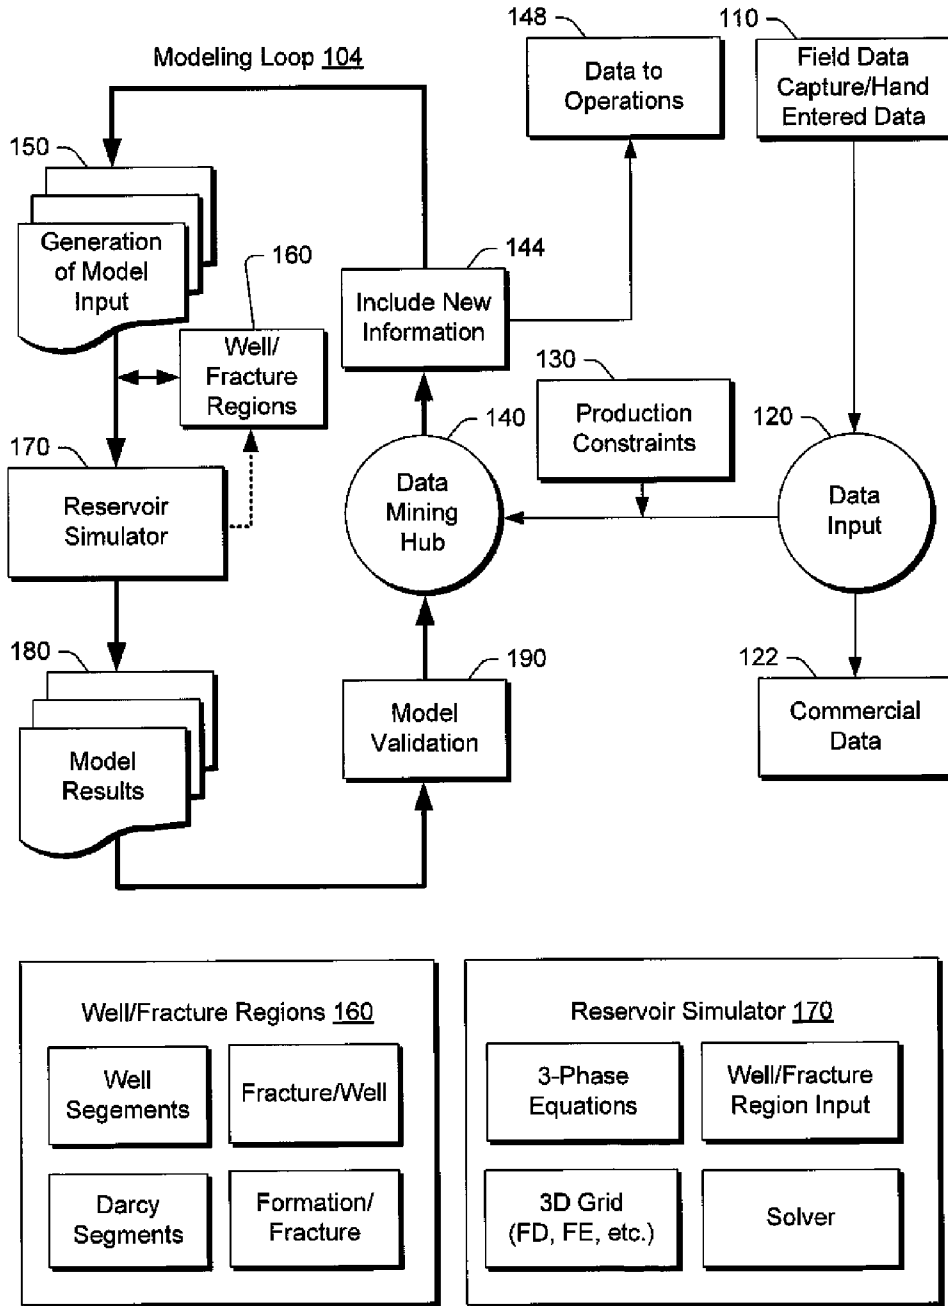 Modeling Loop 104
148
Data to
Operations
110
Field Data
Capture/Hand
Entered Data
150
Generation
of Model
Input
160
Well/
Fracture
Regions
144
Include New
Information
130
Production
Constraints
120
Data
Input
140
Data
Mining
Hub
170
Reservoir
Simulator
180
Model
Results
190
Model
Validation
122
Commercial
Data
Well/Fracture Regions 160
Well
Segements
Fracture/Well
Darcy
Segments
Formation/
Fracture
Reservoir Simulator 170
3-Phase
Equations
Well/Fracture
Region Input
3D Grid
(FD, FE, etc.)
Solver